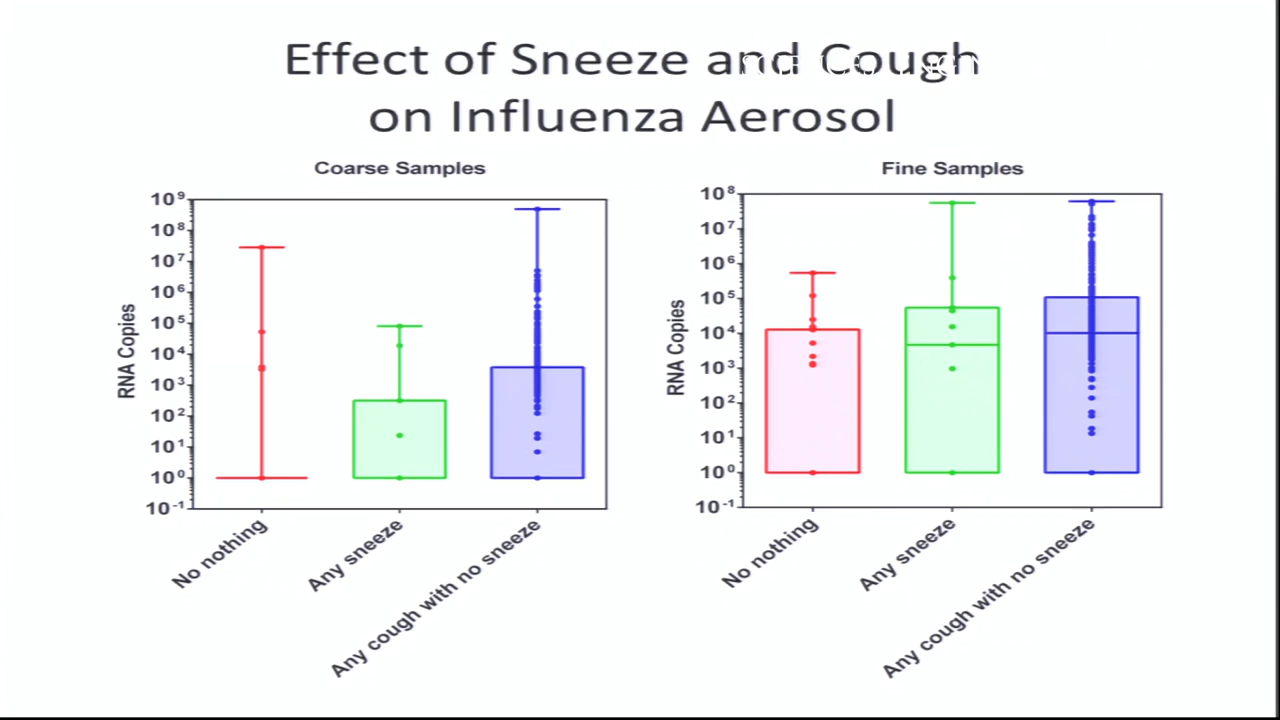 Effect of Sneeze and Cough
on Influenza Aerosol
Coarse Samples
RNA Copies
10⁹
10⁸
10⁷
10⁶
10⁵
10⁴
10³
10²
10¹
10⁰
10⁻¹
No nothing
Any sneeze
Any cough with no sneeze
Fine Samples
RNA Copies
10⁸
10⁷
10⁶
10⁵
10⁴
10³
10²
10¹
10⁰
10⁻¹
No nothing
Any sneeze
Any cough with no sneeze